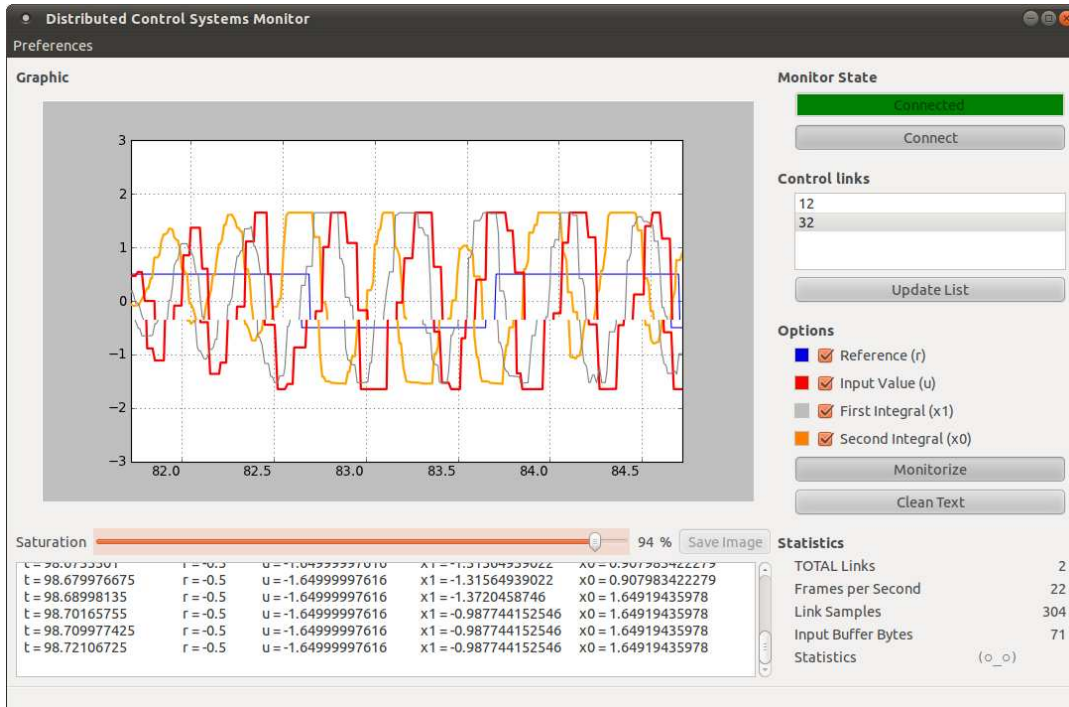 Distributed Control Systems Monitor
Preferences
Graphic
3
2
1
0
−1
−2
−3
82.0 82.5 83.0 83.5 84.0 84.5
Saturation 94 % Save Image
t = 98.679976675 r = -0.5 u = -1.64999997616 x1 = -1.31564939022 x0 = 0.907983422279
t = 98.68998135 r = -0.5 u = -1.64999997616 x1 = -1.3720458746 x0 = 1.64919435978
t = 98.70165755 r = -0.5 u = -1.64999997616 x1 = -0.987744152546 x0 = 1.64919435978
t = 98.709977425 r = -0.5 u = -1.64999997616 x1 = -0.987744152546 x0 = 1.64919435978
t = 98.72106725 r = -0.5 u = -1.64999997616 x1 = -0.987744152546 x0 = 1.64919435978
Monitor State
Connected
Connect
Control links
12
32
Update List
Options
Reference (r)
Input Value (u)
First Integral (x1)
Second Integral (x0)
Monitorize
Clean Text
Statistics
TOTAL Links 2
Frames per Second 22
Link Samples 304
Input Buffer Bytes 71
Statistics (o_o)